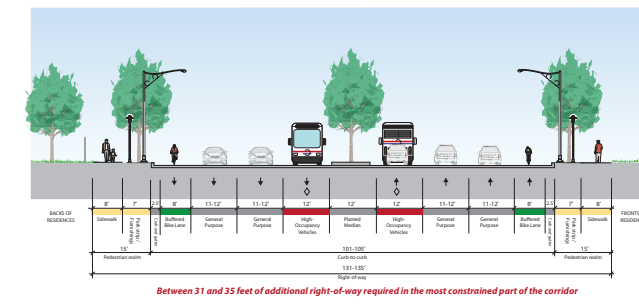 8' 7' 2.5' 8' 11-12' 11-12' 12' 12' 12' 11-12' 11-12' 8' 2.5' 7' 8'
BACKS OF
RESIDENCES
Sidewalk
Park strip /
Furnishings
Curb and gutter
Buffered
Bike Lane
General
Purpose
General
Purpose
High-
Occupancy
Vehicles
Planted
Median
High-
Occupancy
Vehicles
General
Purpose
General
Purpose
Buffered
Bike Lane
Curb and gutter
Park strip /
Furnishings
Sidewalk
FRONTS
RESIDEN
15'
Pedestrian realm
101-105'
Curb-to-curb
15'
Pedestrian realm
131-135'
Right-of-way
Between 31 and 35 feet of additional right-of-way required in the most constrained part of the corridor